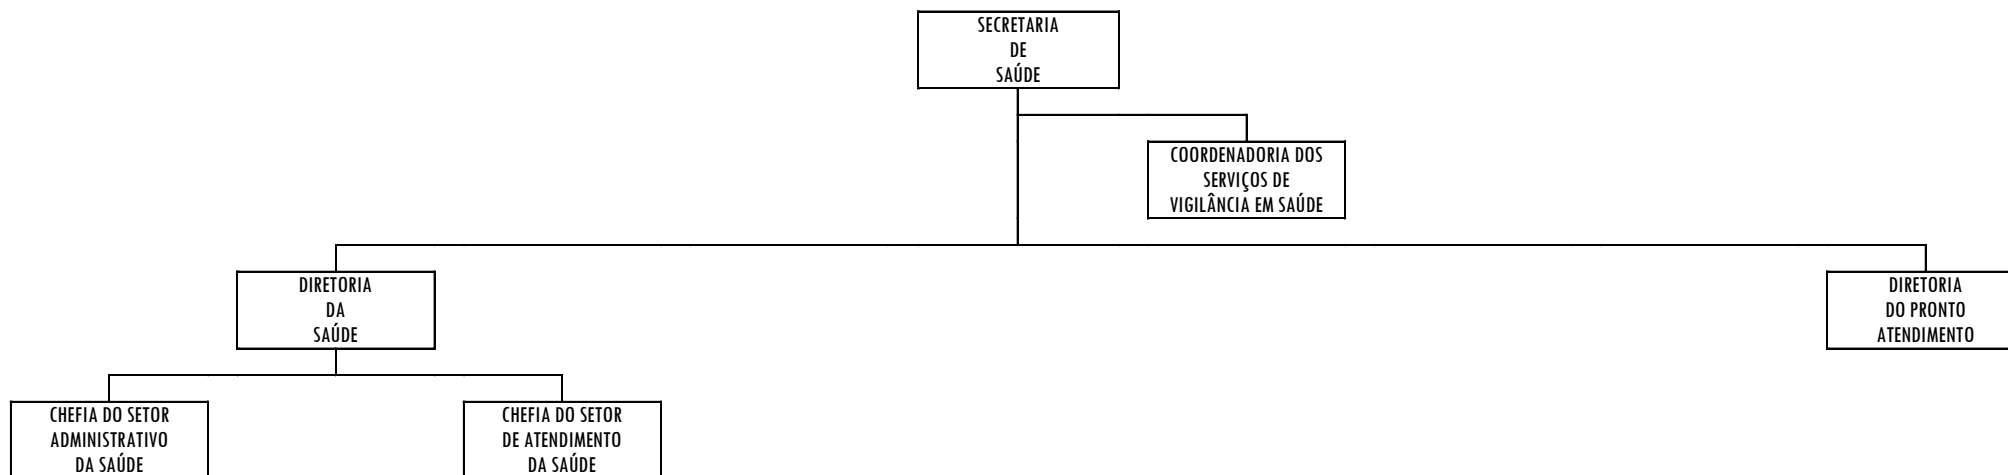 SECRETARIA
DE
SAÚDE
COORDENADORIA DOS
SERVIÇOS DE
VIGILÂNCIA EM SAÚDE
DIRETORIA
DA
SAÚDE
DIRETORIA
DO PRONTO
ATENDIMENTO
CHEFIA DO SETOR
ADMINISTRATIVO
DA SAÚDE
CHEFIA DO SETOR
DE ATENDIMENTO
DA SAÚDE